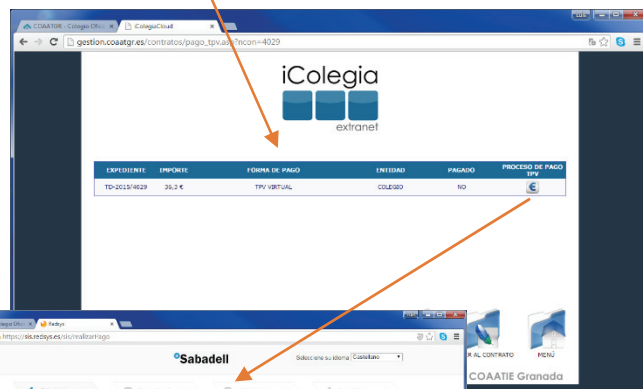 COAATGR - Colegio Ofici
iColegiaCloud
gestion.coaatgr.es/contratos/pago_tpv.asp?ncon=4029
iColegia
extranet
EXPEDIENTE IMPORTE FORMA DE PAGO ENTIDAD PAGADO PROCESO DE PAGO TPV
TD-2015/4029 36,3 € TPV VIRTUAL COLEGIO NO €
Redsys
https://sis.redsys.es/sis/realizarPago
Sabadell
Seleccione su idioma Castellano
ER AL CONTRATO MENÚ
COAATIE Granada